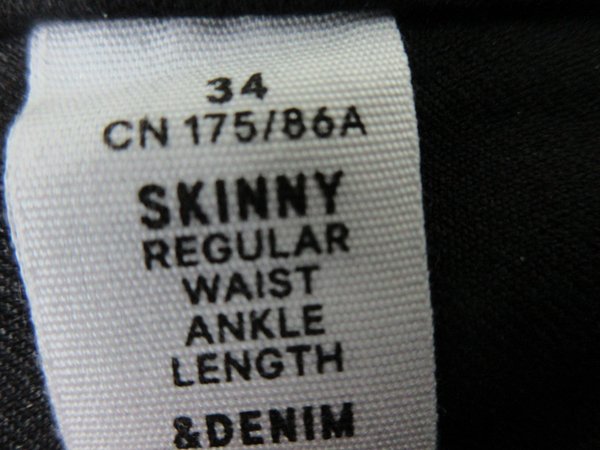 34
CN 175/86A
SKINNY
REGULAR
WAIST
ANKLE
LENGTH
&DENIM